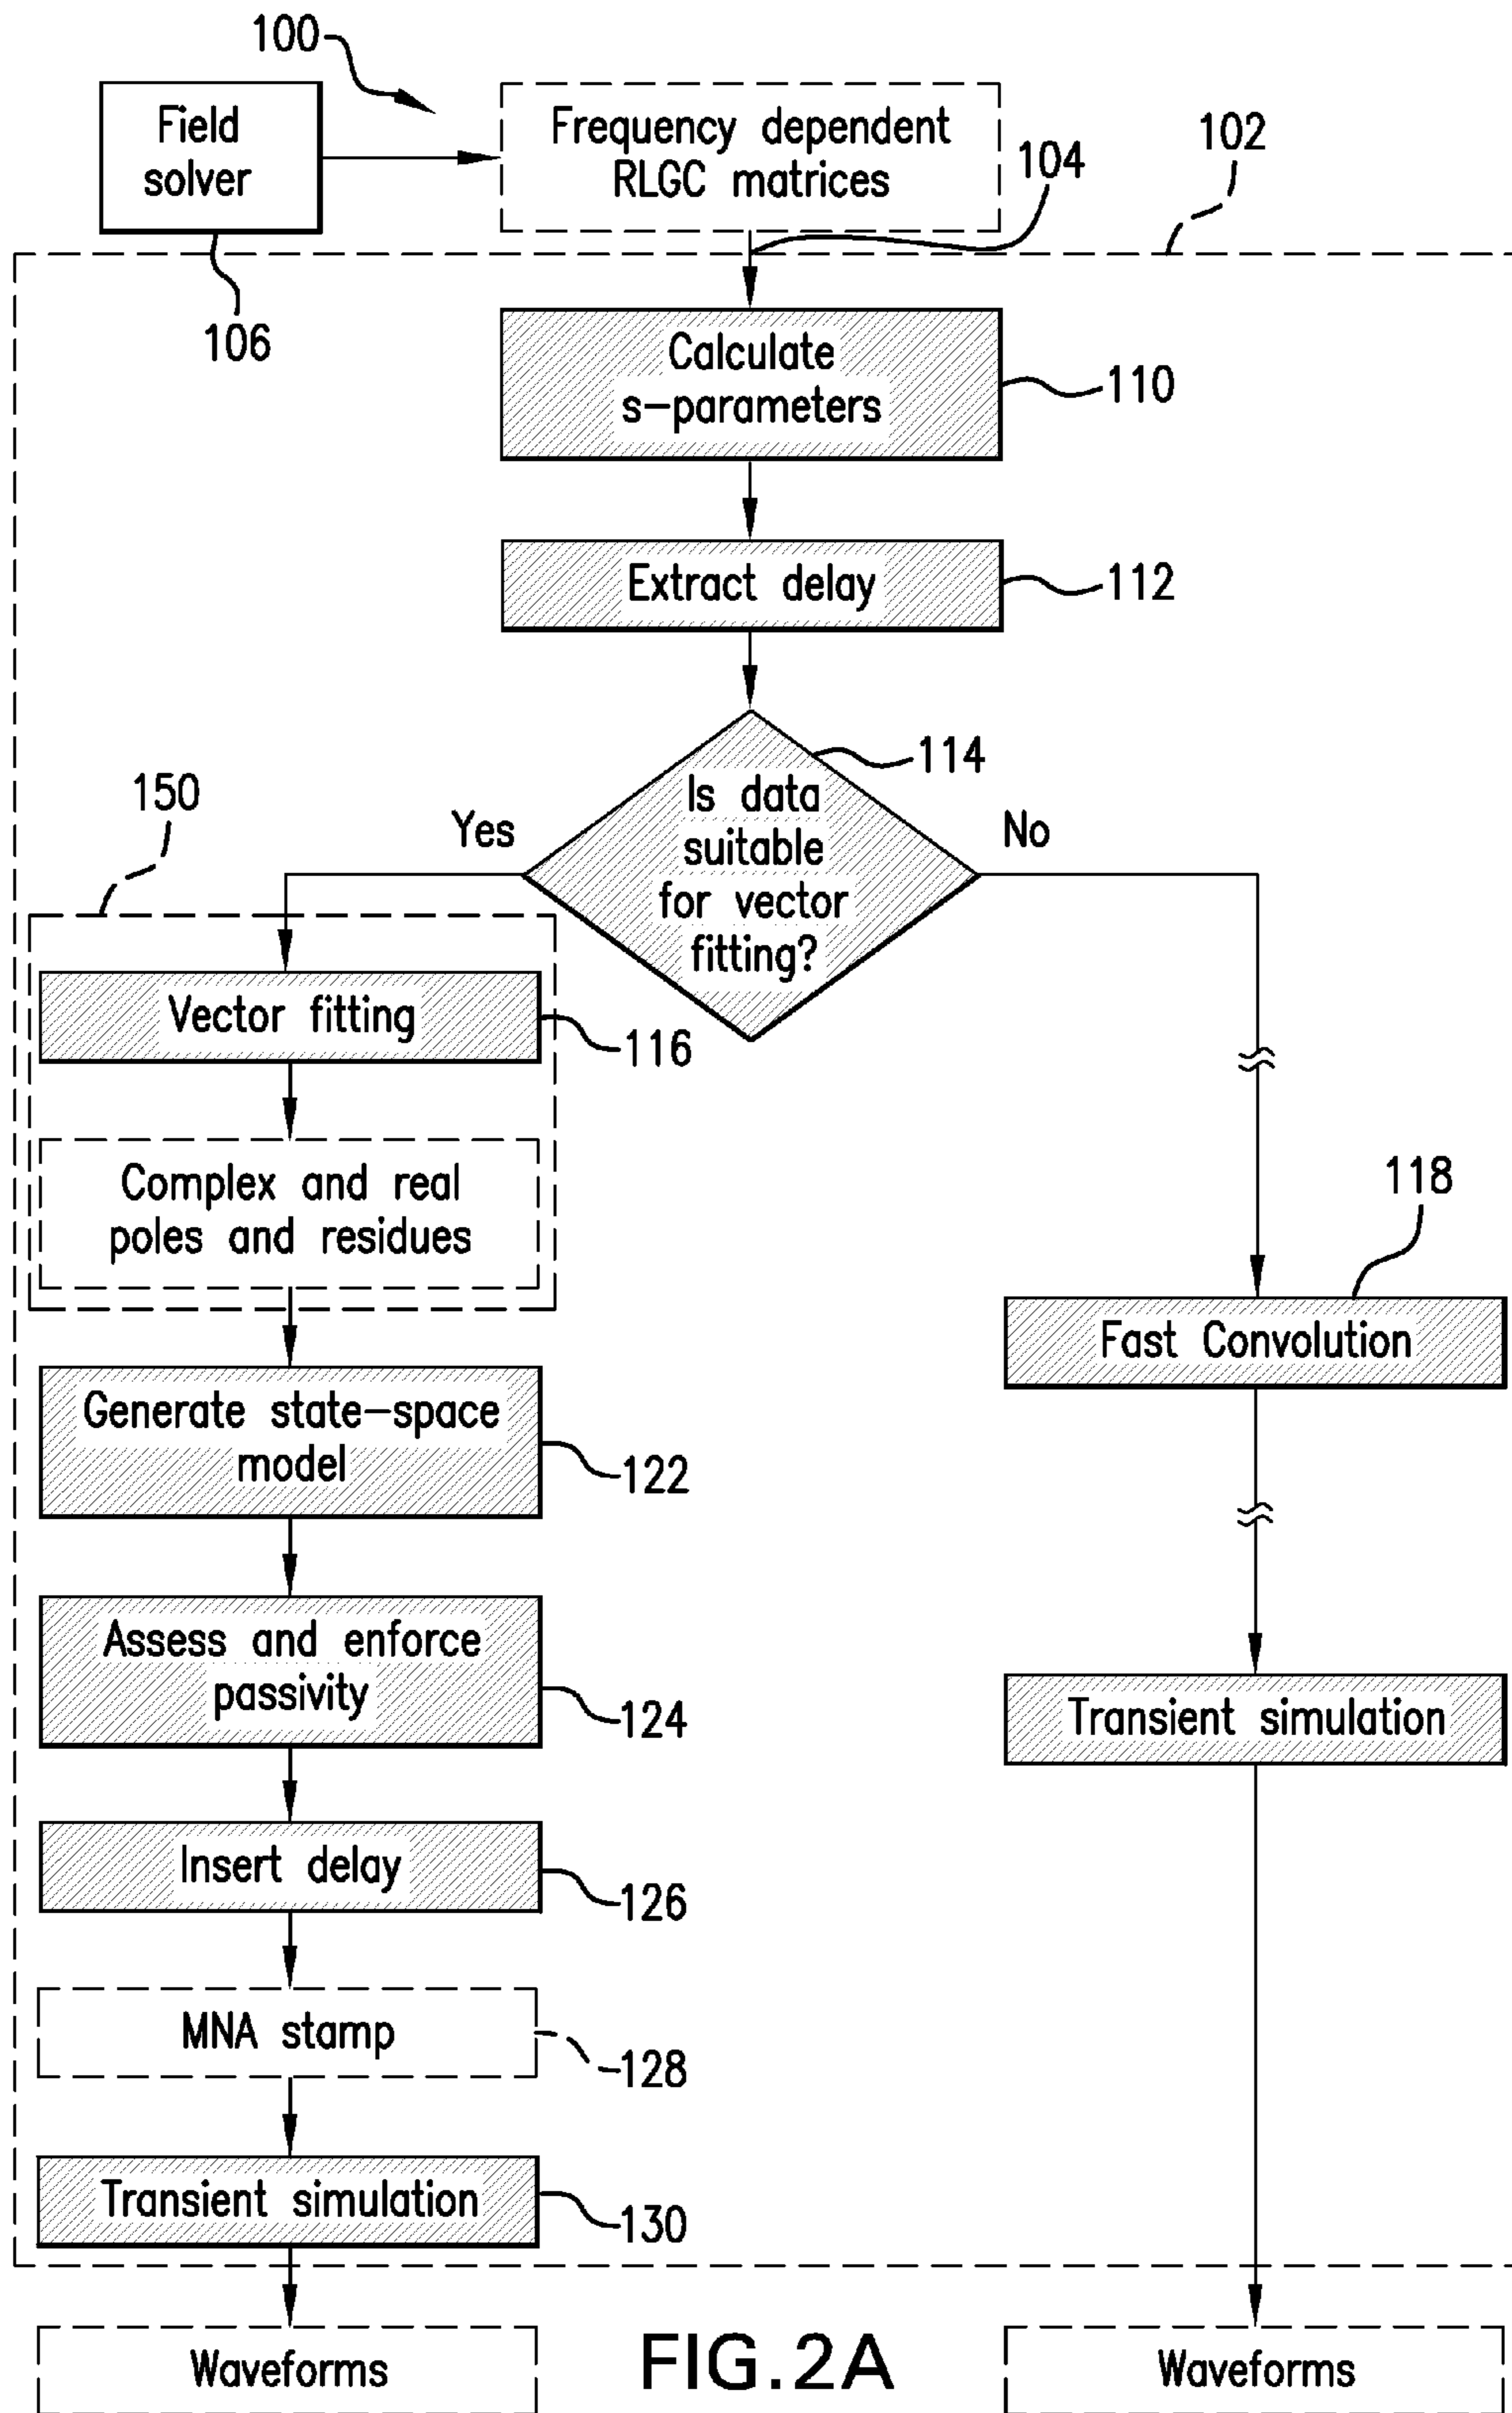 100
Field
solver
Frequency dependent
RLGC matrices
104
102
106
Calculate
s-parameters
110
Extract delay
112
114
Is data
suitable
for vector
fitting?
Yes
No
150
Vector fitting
116
Complex and real
poles and residues
118
Fast Convolution
Generate state-space
model
122
Assess and enforce
passivity
124
Transient simulation
Insert delay
126
MNA stamp
128
Transient simulation
130
Waveforms
FIG.2A
Waveforms